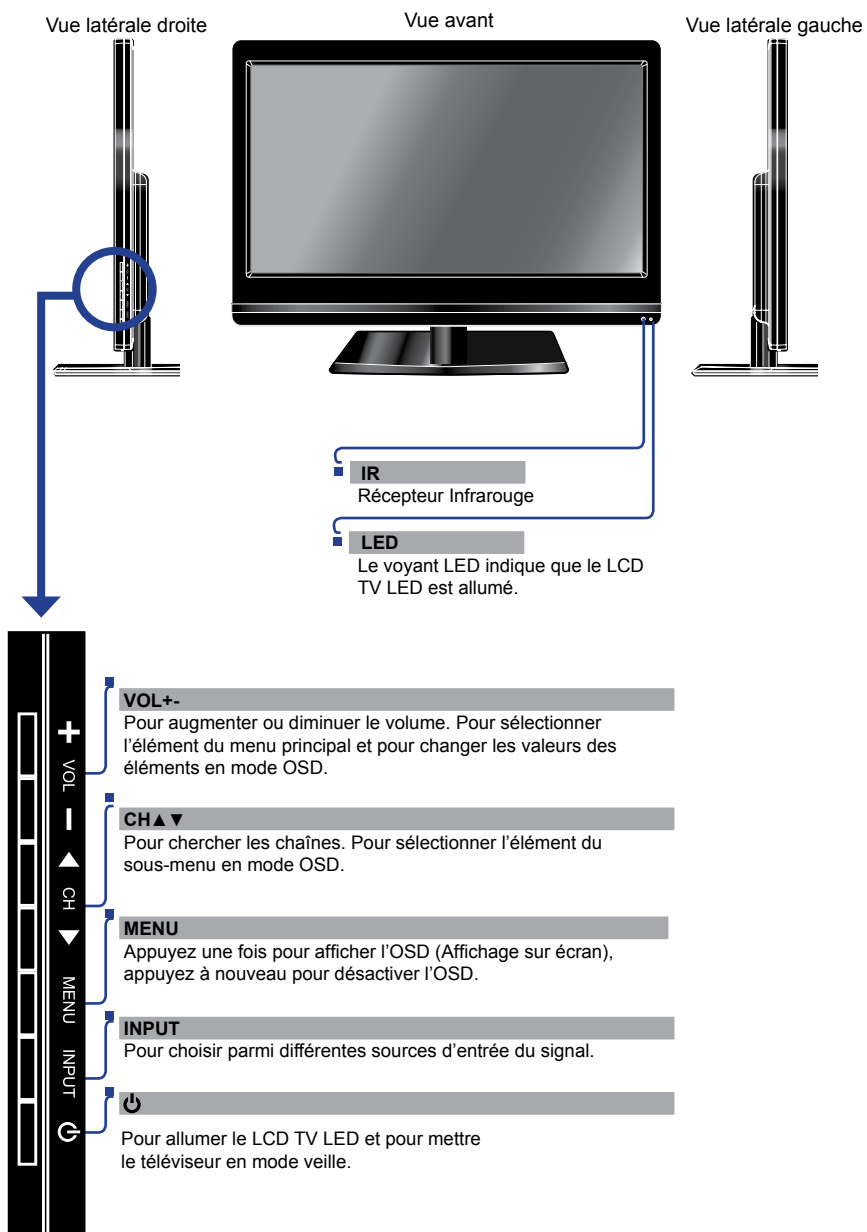 Vue latérale droite
Vue avant
Vue latérale gauche
IR
Récepteur Infrarouge
LED
Le voyant LED indique que le LCD
TV LED est allumé.
VOL+-
Pour augmenter ou diminuer le volume. Pour sélectionner
l’élément du menu principal et pour changer les valeurs des
éléments en mode OSD.
CH▲▼
Pour chercher les chaînes. Pour sélectionner l’élément du
sous-menu en mode OSD.
MENU
Appuyez une fois pour afficher l’OSD (Affichage sur écran),
appuyez à nouveau pour désactiver l’OSD.
INPUT
Pour choisir parmi différentes sources d’entrée du signal.
⏻
Pour allumer le LCD TV LED et pour mettre
le téléviseur en mode veille.
+ VOL −
▲ CH ▼
MENU
INPUT
⏻